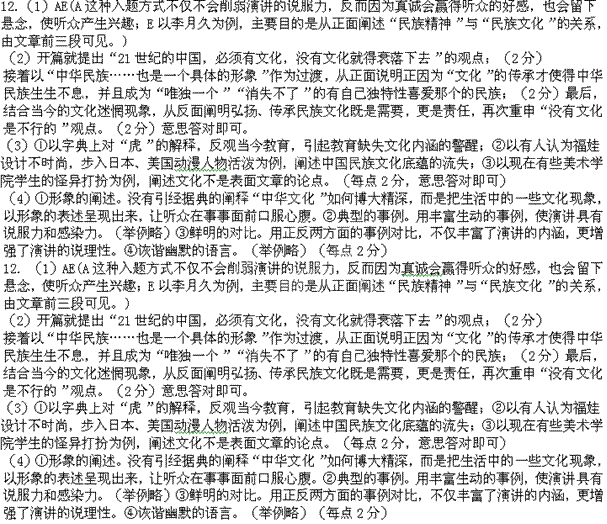 12.（1）AE(A这种入题方式不仅不会削弱演讲的说服力，反而因为真诚会赢得听众的好感，也会留下
悬念，使听众产生兴趣；E以李月久为例，主要目的是从正面阐述“民族精神”与“民族文化”的关系，
由文章前三段可见。)
（2）开篇就提出“21世纪的中国，必须有文化，没有文化就得衰落下去”的观点；（2分）
接着以“中华民族……也是一个具体的形象”作为过渡，从正面说明正因为“文化”的传承才使得中华
民族生生不息，并且成为“唯独一个”“消失不了”的有自己独特性喜爱那个的民族；（2分）最后，
结合当今的文化迷惘现象，从反面阐明弘扬、传承民族文化既是需要，更是责任，再次重申“没有文化
是不行的”观点。（2分）意思答对即可。
（3）①以字典上对“虎”的解释，反观当今教育，引起教育缺失文化内涵的警醒；②以有人认为福娃
设计不时尚，步入日本、美国动漫人物活泼为例，阐述中国民族文化底蕴的流失；③以现在有些美术
学院学生的怪异打扮为例，阐述文化不是表面文章的论点。（每点2分，意思答对即可）
（4）①形象的阐述。没有引经据典的阐释“中华文化”如何博大精深，而是把生活中的一些文化现象，
以形象的表述呈现出来，让听众在事事面前口服心腹。②典型的事例。用丰富生动的事例，使演讲具有
说服力和感染力。（举例略）③鲜明的对比。用正反两方面的事例对比，不仅丰富了演讲的内涵，更增
强了演讲的说理性。④诙谐幽默的语言。（举例略）（每点2分）
12.（1）AE(A这种入题方式不仅不会削弱演讲的说服力，反而因为真诚会赢得听众的好感，也会留下
悬念，使听众产生兴趣；E以李月久为例，主要目的是从正面阐述“民族精神”与“民族文化”的关系，
由文章前三段可见。)
（2）开篇就提出“21世纪的中国，必须有文化，没有文化就得衰落下去”的观点；（2分）
接着以“中华民族……也是一个具体的形象”作为过渡，从正面说明正因为“文化”的传承才使得中华
民族生生不息，并且成为“唯独一个”“消失不了”的有自己独特性喜爱那个的民族；（2分）最后，
结合当今的文化迷惘现象，从反面阐明弘扬、传承民族文化既是需要，更是责任，再次重申“没有文化
是不行的”观点。（2分）意思答对即可。
（3）①以字典上对“虎”的解释，反观当今教育，引起教育缺失文化内涵的警醒；②以有人认为福娃
设计不时尚，步入日本、美国动漫人物活泼为例，阐述中国民族文化底蕴的流失；③以现在有些美术
学院学生的怪异打扮为例，阐述文化不是表面文章的论点。（每点2分，意思答对即可）
（4）①形象的阐述。没有引经据典的阐释“中华文化”如何博大精深，而是把生活中的一些文化现象，
以形象的表述呈现出来，让听众在事事面前口服心腹。②典型的事例。用丰富生动的事例，使演讲具有
说服力和感染力。（举例略）③鲜明的对比。用正反两方面的事例对比，不仅丰富了演讲的内涵，更增
强了演讲的说理性。④诙谐幽默的语言。（举例略）（每点2分）